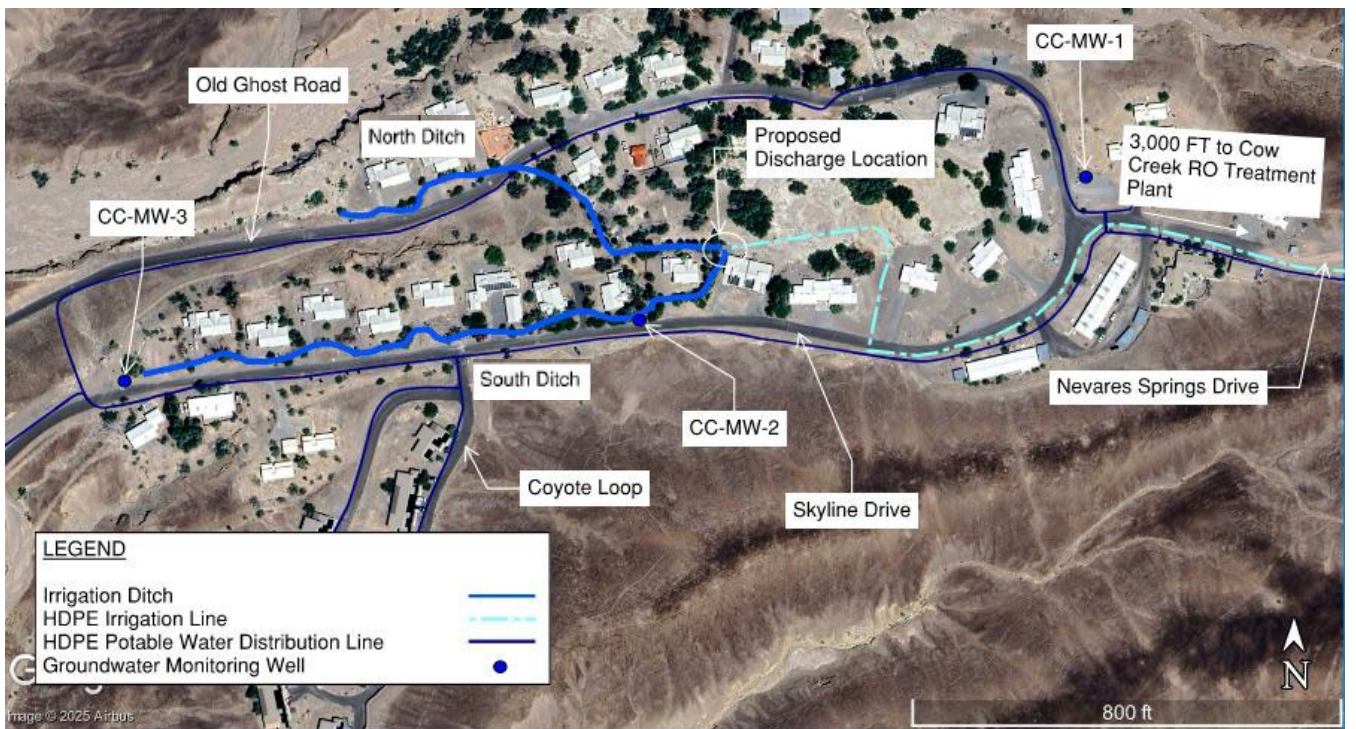 CC-MW-1
Old Ghost Road
North Ditch
Proposed
Discharge Location
3,000 FT to Cow
Creek RO Treatment
Plant
CC-MW-3
South Ditch
Nevares Springs Drive
CC-MW-2
Coyote Loop
Skyline Drive
LEGEND
Irrigation Ditch
HDPE Irrigation Line
HDPE Potable Water Distribution Line
Groundwater Monitoring Well
N
800 ft
Image © 2025 Airbus